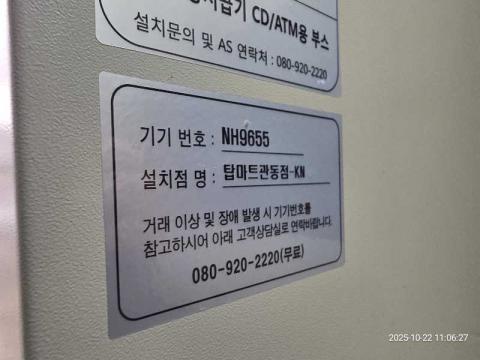 지급기 CD/ATM용 부스
설치문의 및 AS 연락처 : 080-920-2220
기기 번호 : NH9655
설치점 명 : 탑마트관동점-KN
거래 이상 및 장애 발생 시 기기번호를
참고하시어 아래 고객상담실로 연락바랍니다.
080-920-2220(무료)
2025-10-22 11:06:27